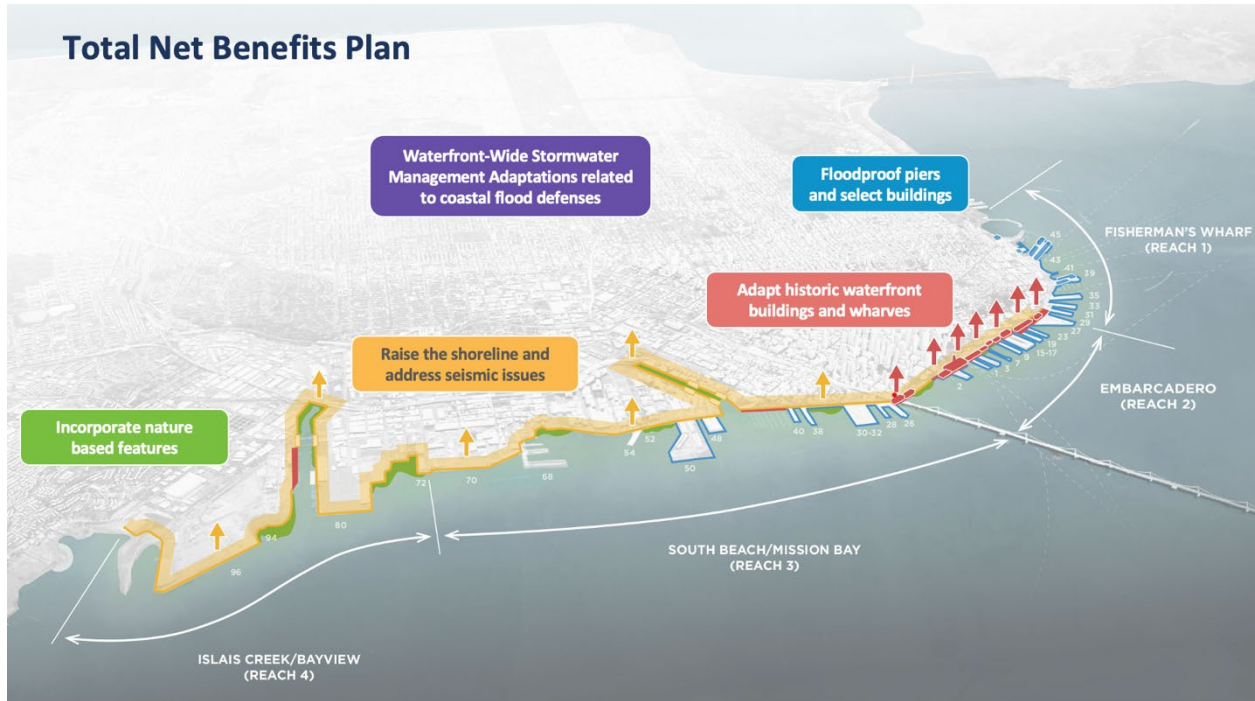 Total Net Benefits Plan
Waterfront-Wide Stormwater
Management Adaptations related
to coastal flood defenses
Floodproof piers
and select buildings
FISHERMAN'S WHARF
(REACH 1)
45
43
41
39
35
33
31
29
27
Adapt historic waterfront
buildings and wharves
23
19
15-17
9
7
3
2
EMBARCADERO
(REACH 2)
Raise the shoreline and
address seismic issues
Incorporate nature
based features
26
28
30-32
38
40
48
50
52
54
68
70
72
80
94
96
SOUTH BEACH/MISSION BAY
(REACH 3)
ISLAIS CREEK/BAYVIEW
(REACH 4)